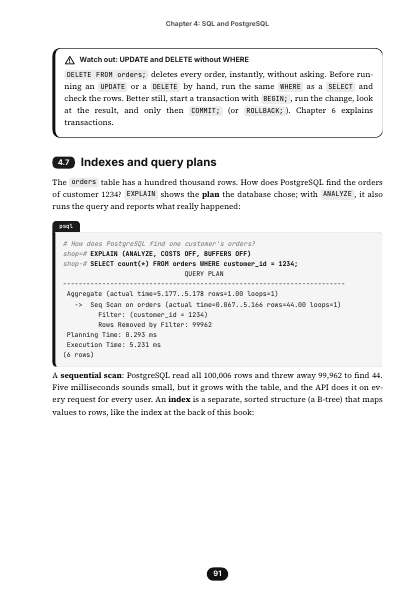 Chapter 4: SQL and PostgreSQL
Watch out: UPDATE and DELETE without WHERE
DELETE FROM orders; deletes every order, instantly, without asking. Before run-
ning an UPDATE or a DELETE by hand, run the same WHERE as a SELECT and
check the rows. Better still, start a transaction with BEGIN;, run the change, look
at the result, and only then COMMIT; (or ROLLBACK;). Chapter 6 explains
transactions.
4.7 Indexes and query plans
The orders table has a hundred thousand rows. How does PostgreSQL find the orders
of customer 1234? EXPLAIN shows the plan the database chose; with ANALYZE, it also
runs the query and reports what really happened:
psql
# How does PostgreSQL find one customer's orders?
shop=# EXPLAIN (ANALYZE, COSTS OFF, BUFFERS OFF)
shop-# SELECT count(*) FROM orders WHERE customer_id = 1234;
QUERY PLAN
-----------------------------------------------------------------------
Aggregate (actual time=5.177..5.178 rows=1.00 loops=1)
-> Seq Scan on orders (actual time=0.067..5.166 rows=44.00 loops=1)
Filter: (customer_id = 1234)
Rows Removed by Filter: 99962
Planning Time: 0.293 ms
Execution Time: 5.231 ms
(6 rows)
A sequential scan: PostgreSQL read all 100,006 rows and threw away 99,962 to find 44.
Five milliseconds sounds small, but it grows with the table, and the API does it on ev-
ery request for every user. An index is a separate, sorted structure (a B-tree) that maps
values to rows, like the index at the back of this book:
91